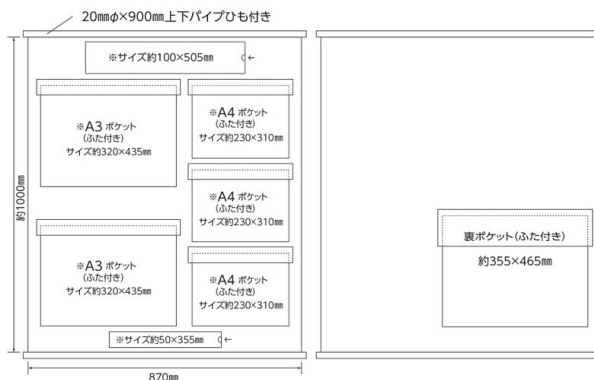 20mmφ×900mm上下パイプひも付き
※サイズ約100×505mm
←
※A3 ポケット
(ふた付き)
サイズ約320×435mm
※A4 ポケット
(ふた付き)
サイズ約230×310mm
※A4 ポケット
(ふた付き)
サイズ約230×310mm
※A3 ポケット
(ふた付き)
サイズ約320×435mm
※A4 ポケット
(ふた付き)
サイズ約230×310mm
※サイズ約50×355mm
←
約1000mm
870mm
裏ポケット(ふた付き)
約355×465mm